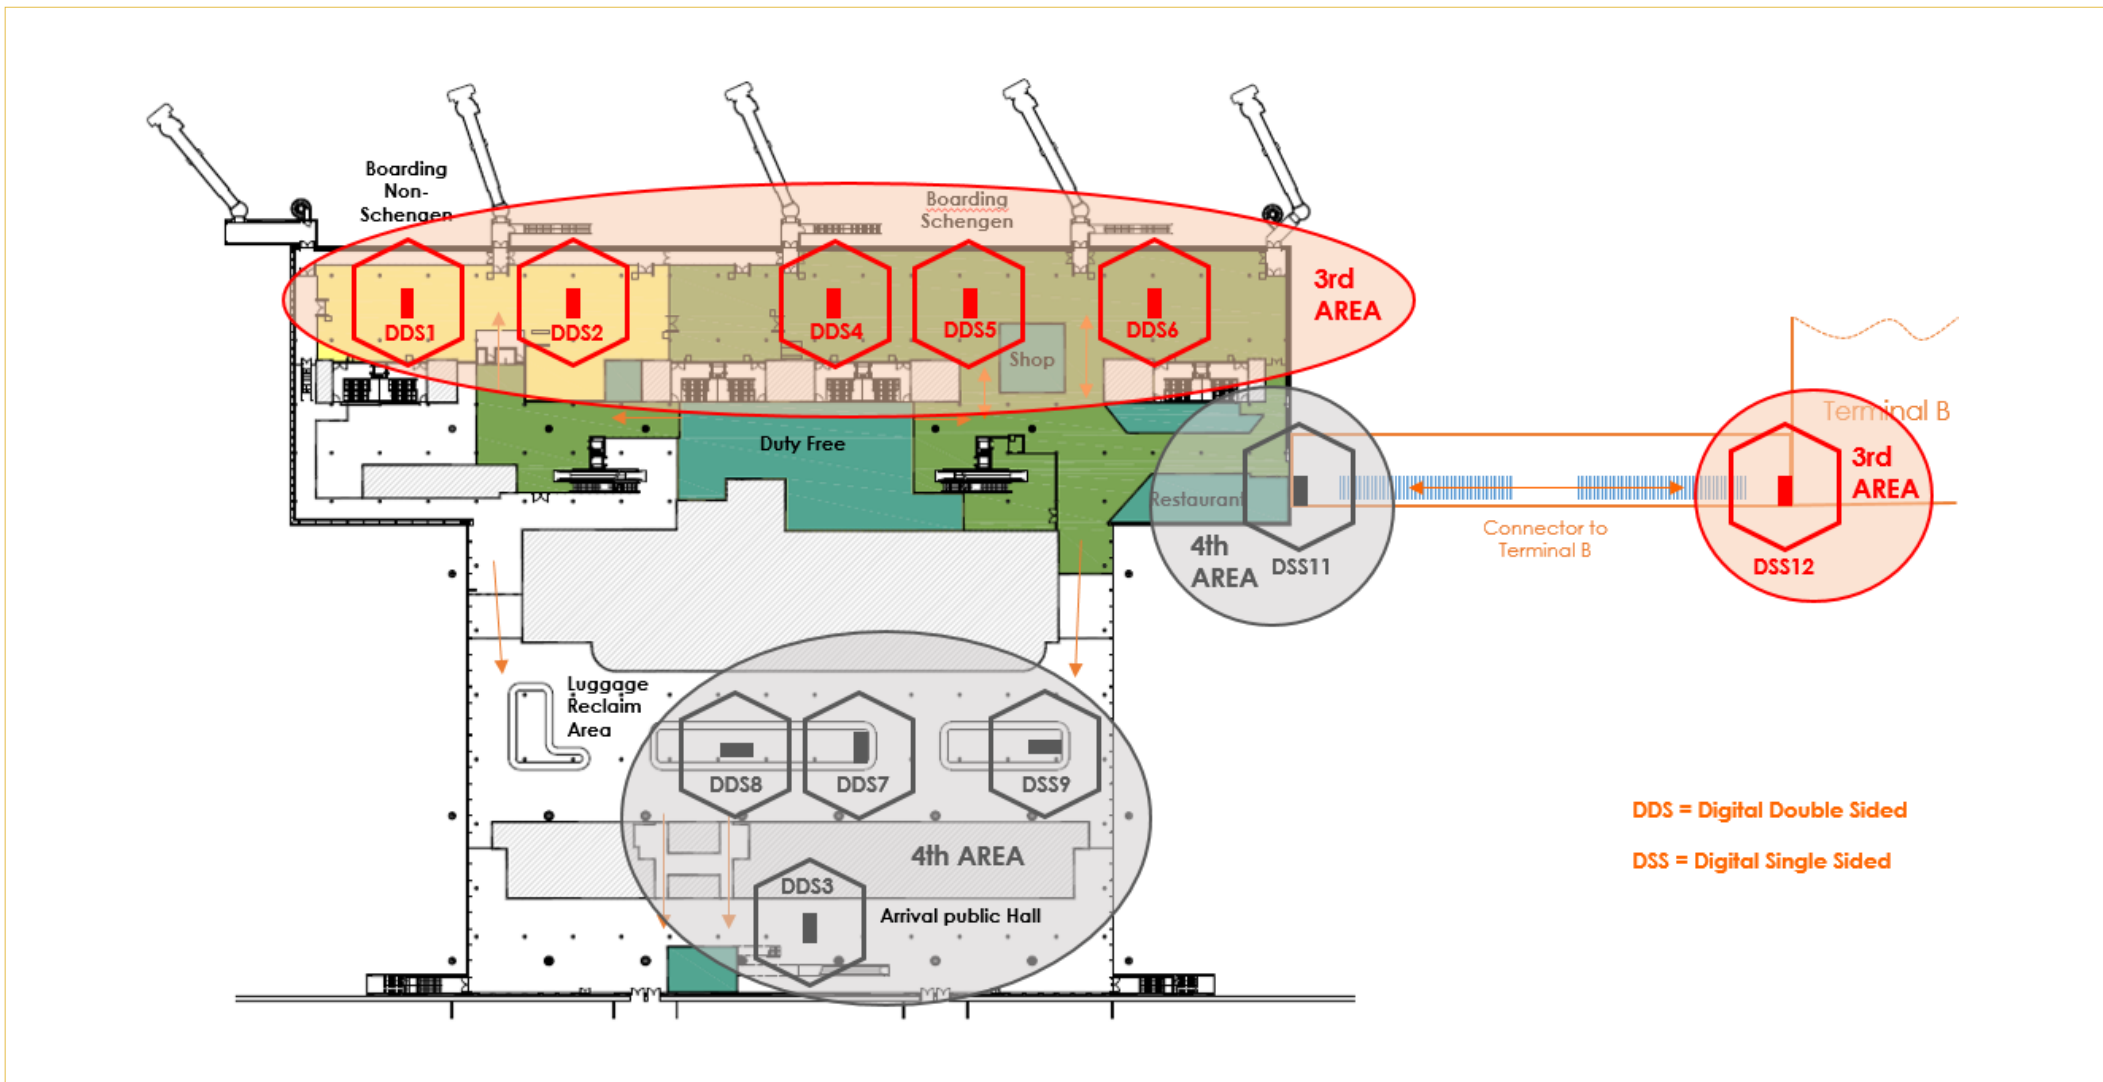 Boarding
Non-
Schengen
Boarding
Schengen
3rd
AREA
DDS1
DDS2
DDS4
DDS5
DDS6
Shop
Duty Free
Terminal B
3rd
AREA
Restaurant
Connector to
Terminal B
4th
AREA
DSS11
DSS12
Luggage
Reclaim
Area
DDS8
DDS7
DSS9
4th AREA
DDS3
Arrival public Hall
DDS = Digital Double Sided
DSS = Digital Single Sided